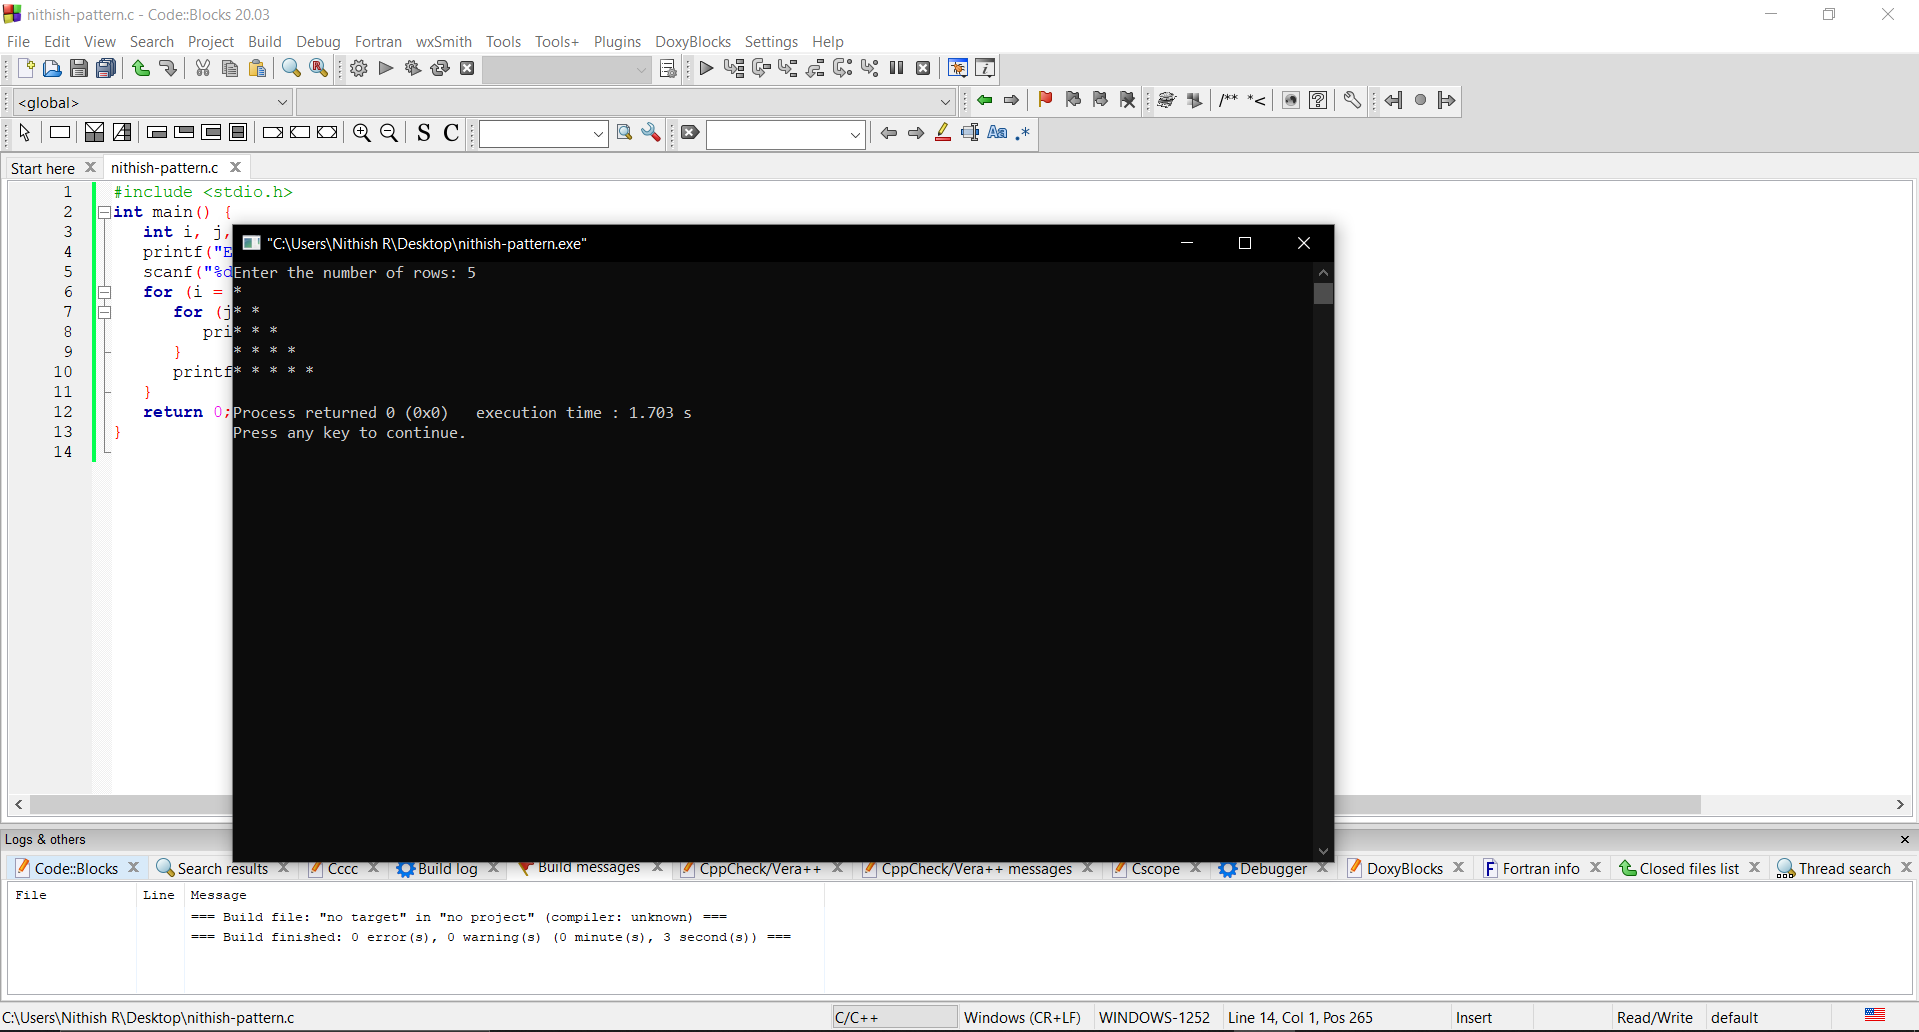 nithish-pattern.c - Code::Blocks 20.03
File Edit View Search Project Build Debug Fortran wxSmith Tools Tools+ Plugins DoxyBlocks Settings Help
<global>
/** *<
S C
Aa .*
Start here nithish-pattern.c
1 #include <stdio.h>
2 int main() {
3 int i, j,
4 printf("E
5 scanf("%d
6 for (i =
7 for (j
8 pri
9 }
10 printf
11 }
12 return 0;
13 }
14
"C:\Users\Nithish R\Desktop\nithish-pattern.exe"
Enter the number of rows: 5
*
* *
* * *
* * * *
* * * * *
Process returned 0 (0x0)   execution time : 1.703 s
Press any key to continue.
Logs & others
Code::Blocks Search results Cccc Build log Build messages CppCheck/Vera++ CppCheck/Vera++ messages Cscope Debugger DoxyBlocks Fortran info Closed files list Thread search
File Line Message
=== Build file: "no target" in "no project" (compiler: unknown) ===
=== Build finished: 0 error(s), 0 warning(s) (0 minute(s), 3 second(s)) ===
C:\Users\Nithish R\Desktop\nithish-pattern.c C/C++ Windows (CR+LF) WINDOWS-1252 Line 14, Col 1, Pos 265 Insert Read/Write default